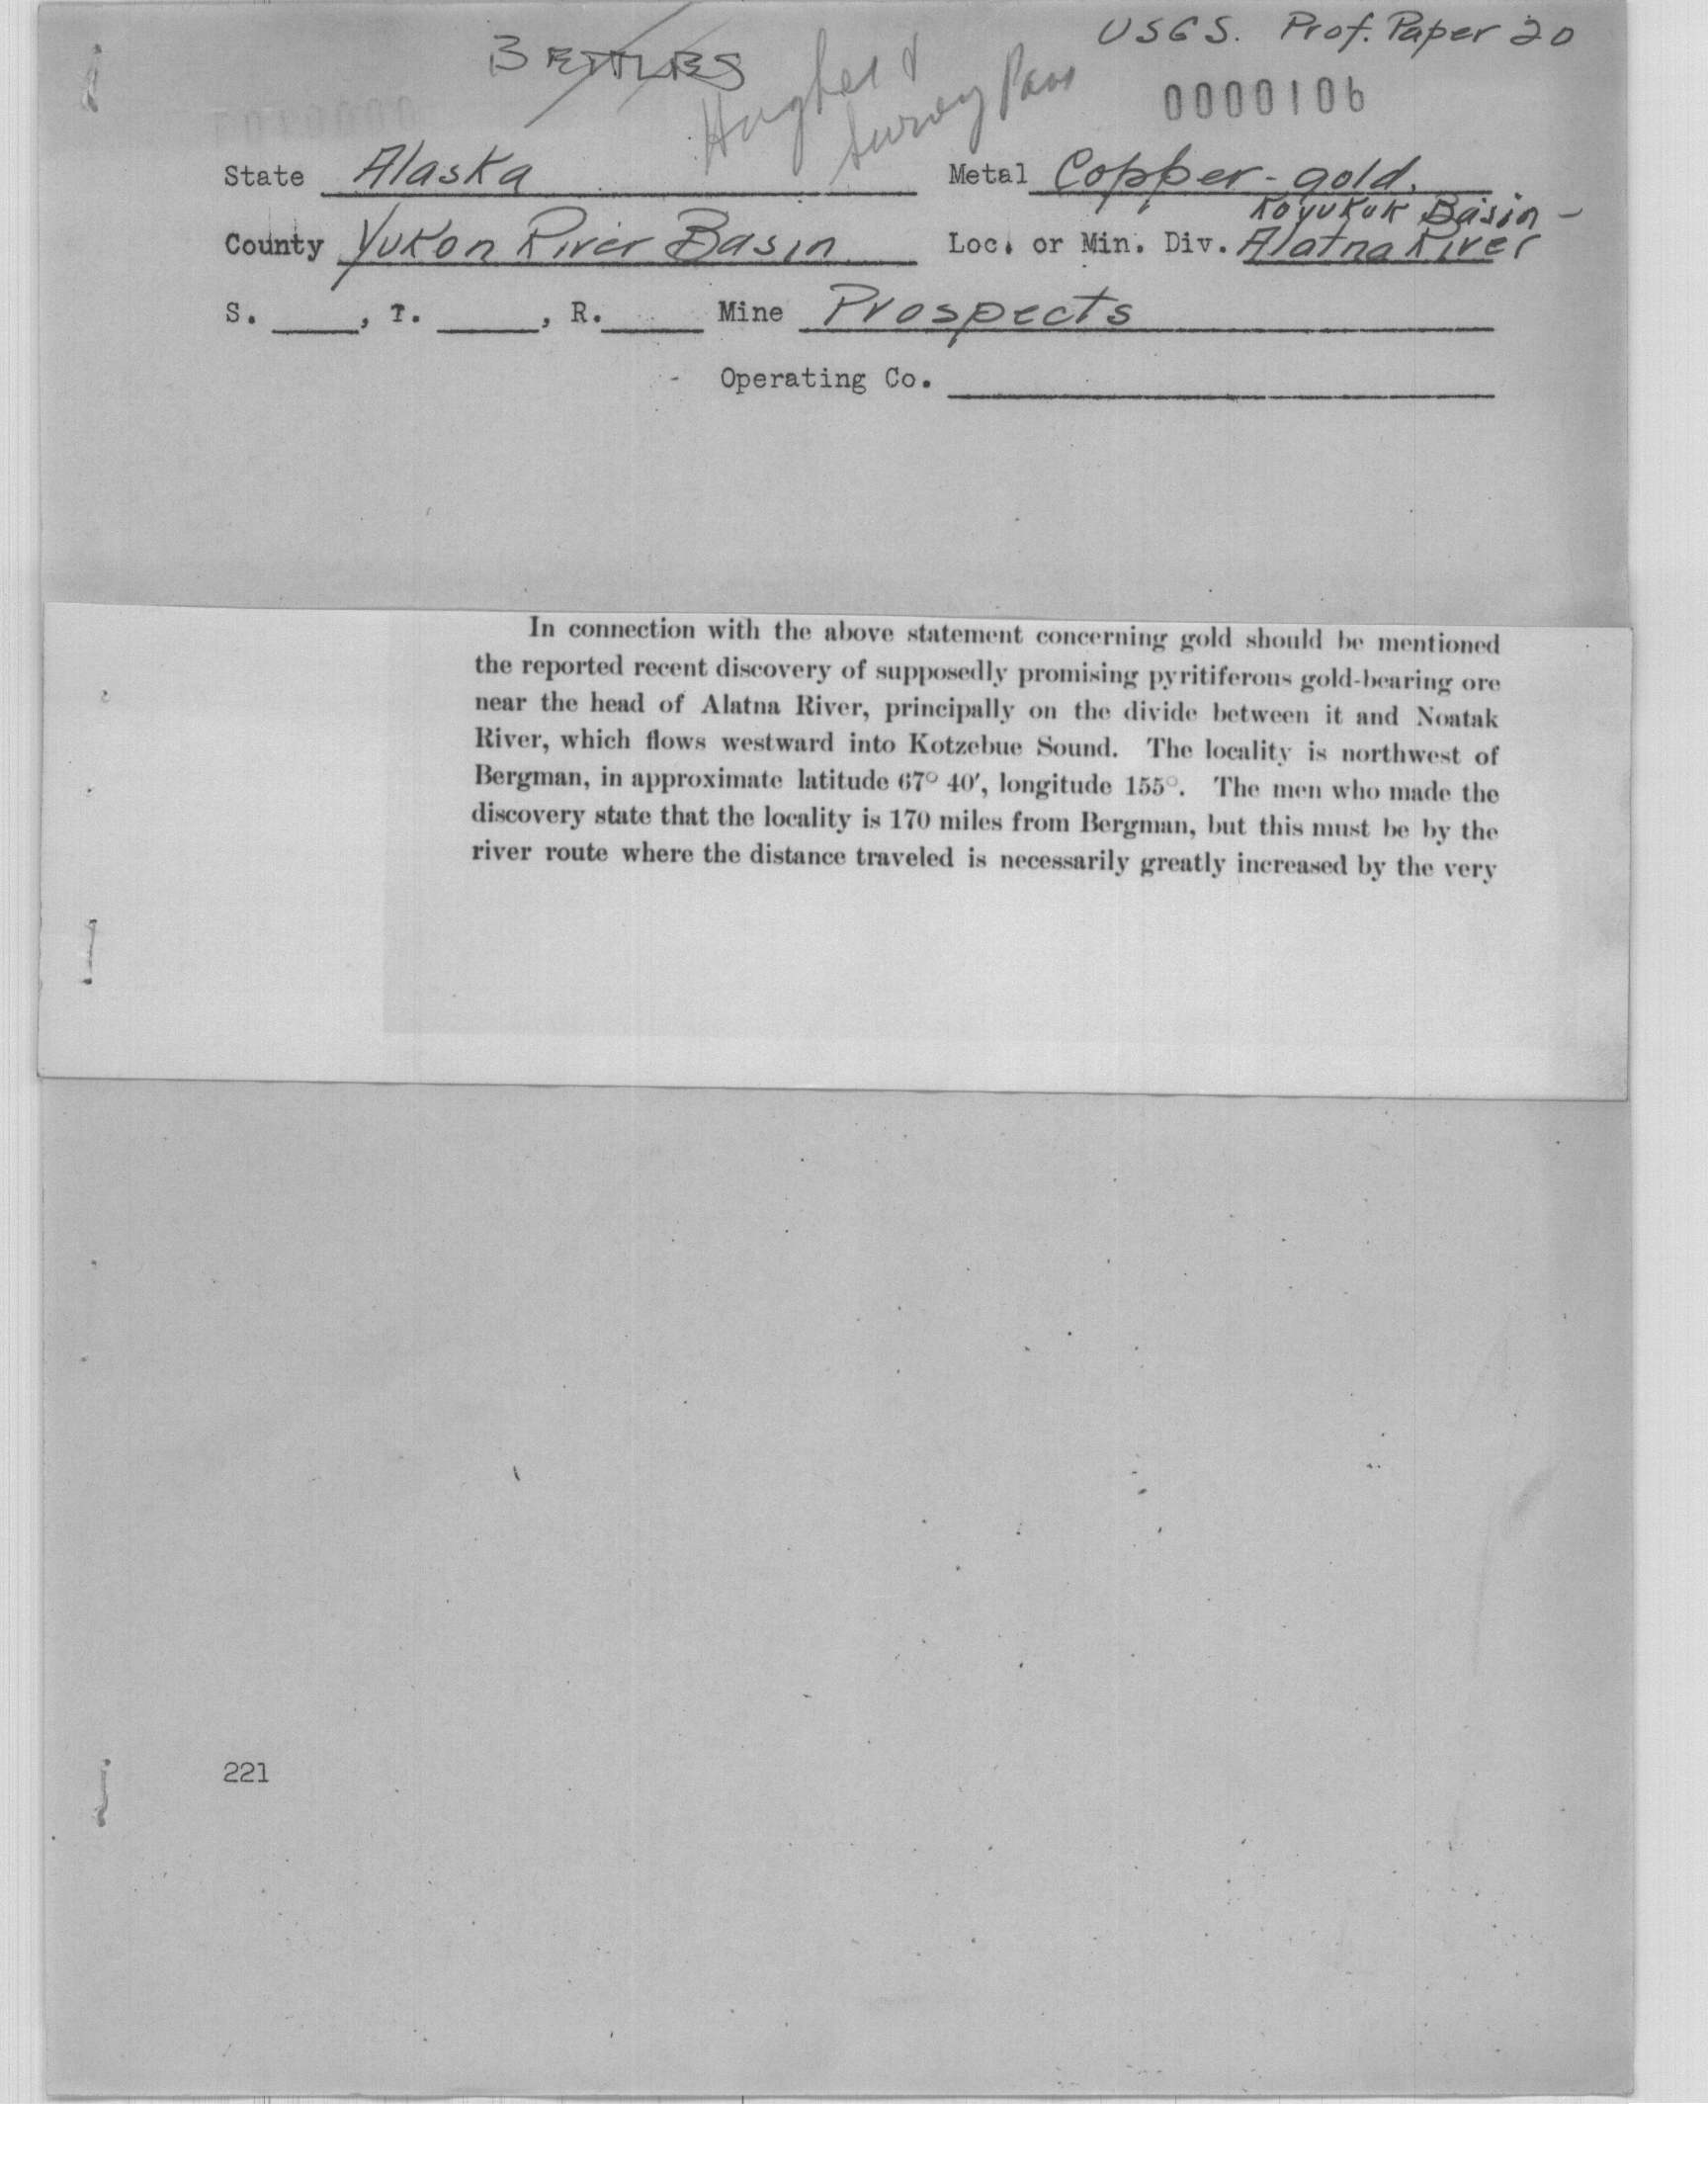 USGS. Prof. Paper 20
BETTLES
Hughes &
Survey Pass
0000106
State Alaska
Metal Copper-gold.
Koyukuk Basin -
County Yukon River Basin
Loc. or Min. Div. Alatna River
S. , T. , R. Mine Prospects
Operating Co.
In connection with the above statement concerning gold should be mentioned
the reported recent discovery of supposedly promising pyritiferous gold-bearing ore
near the head of Alatna River, principally on the divide between it and Noatak
River, which flows westward into Kotzebue Sound. The locality is northwest of
Bergman, in approximate latitude 67° 40′, longitude 155°. The men who made the
discovery state that the locality is 170 miles from Bergman, but this must be by the
river route where the distance traveled is necessarily greatly increased by the very
221